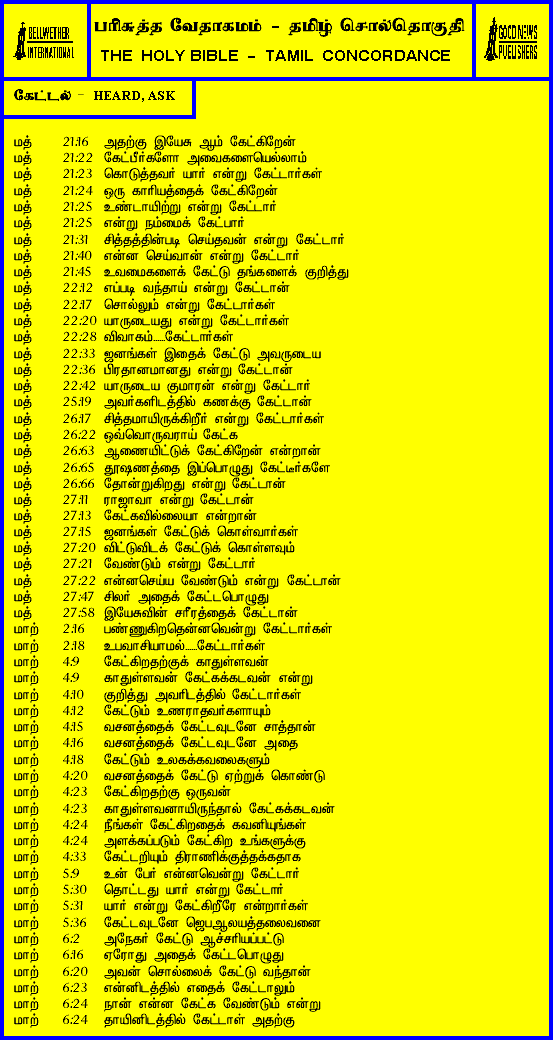 BELLWETHER
INTERNATIONAL
பரிசுத்த வேதாகமம் - தமிழ் சொல்தொகுதி
THE HOLY BIBLE - TAMIL CONCORDANCE
GOOD NEWS
PUBLISHERS
கேட்டல் - HEARD, ASK
மத் 21:16 அதற்கு இயேசு ஆம் கேட்கிறேன்
மத் 21:22 கேட்பீர்களோ அவைகளையெல்லாம்
மத் 21:23 கொடுத்தவர் யார் என்று கேட்டார்கள்
மத் 21:24 ஒரு காரியத்தைக் கேட்கிறேன்
மத் 21:25 உண்டாயிற்று என்று கேட்டார்
மத் 21:25 என்று நம்மைக் கேட்பார்
மத் 21:31 சித்தத்தின்படி செய்தவன் என்று கேட்டார்
மத் 21:40 என்ன செய்வான் என்று கேட்டார்
மத் 21:45 உவமைகளைக் கேட்டு தங்களைக் குறித்து
மத் 22:12 எப்படி வந்தாய் என்று கேட்டான்
மத் 22:17 சொல்லும் என்று கேட்டார்கள்
மத் 22:20 யாருடையது என்று கேட்டார்கள்
மத் 22:28 விவாகம்.....கேட்டார்கள்
மத் 22:33 ஜனங்கள் இதைக் கேட்டு அவருடைய
மத் 22:36 பிரதானமானது என்று கேட்டான்
மத் 22:42 யாருடைய குமாரன் என்று கேட்டார்
மத் 25:19 அவர்களிடத்தில் கணக்கு கேட்டான்
மத் 26:17 சித்தமாயிருக்கிறீர் என்று கேட்டார்கள்
மத் 26:22 ஒவ்வொருவராய் கேட்க
மத் 26:63 ஆணையிட்டுக் கேட்கிறேன் என்றான்
மத் 26:65 தூஷணத்தை இப்பொழுது கேட்டீர்களே
மத் 26:66 தோன்றுகிறது என்று கேட்டான்
மத் 27:11 ராஜாவா என்று கேட்டான்
மத் 27:13 கேட்கவில்லையா என்றான்
மத் 27:15 ஜனங்கள் கேட்டுக் கொள்வார்கள்
மத் 27:20 விட்டுவிடக் கேட்டுக் கொள்ளவும்
மத் 27:21 வேண்டும் என்று கேட்டார்
மத் 27:22 என்னசெய்ய வேண்டும் என்று கேட்டான்
மத் 27:47 சிலர் அதைக் கேட்டபொழுது
மத் 27:58 இயேசுவின் சரீரத்தைக் கேட்டான்
மாற் 2:16 பண்ணுகிறதென்னவென்று கேட்டார்கள்
மாற் 2:18 உபவாசியாமல்.....கேட்டார்கள்
மாற் 4:9 கேட்கிறதற்குக் காதுள்ளவன்
மாற் 4:9 காதுள்ளவன் கேட்கக்கடவன் என்று
மாற் 4:10 குறித்து அவரிடத்தில் கேட்டார்கள்
மாற் 4:12 கேட்டும் உணராதவர்களாயும்
மாற் 4:15 வசனத்தைக் கேட்டவுடனே சாத்தான்
மாற் 4:16 வசனத்தைக் கேட்டவுடனே அதை
மாற் 4:18 கேட்டும் உலகக்கவலைகளும்
மாற் 4:20 வசனத்தைக் கேட்டு ஏற்றுக் கொண்டு
மாற் 4:23 கேட்கிறதற்கு ஒருவன்
மாற் 4:23 காதுள்ளவனாயிருந்தால் கேட்கக்கடவன்
மாற் 4:24 நீங்கள் கேட்கிறதைக் கவனியுங்கள்
மாற் 4:24 அளக்கப்படும் கேட்கிற உங்களுக்கு
மாற் 4:33 கேட்டறியும் திராணிக்குத்தக்கதாக
மாற் 5:9 உன் பேர் என்னவென்று கேட்டார்
மாற் 5:30 தொட்டது யார் என்று கேட்டார்
மாற் 5:31 யார் என்று கேட்கிறீரே என்றார்கள்
மாற் 5:36 கேட்டவுடனே ஜெபஆலயத்தலைவனை
மாற் 6:2 அநேகர் கேட்டு ஆச்சரியப்பட்டு
மாற் 6:16 ஏரோது அதைக் கேட்டபொழுது
மாற் 6:20 அவன் சொல்லைக் கேட்டு வந்தான்
மாற் 6:23 என்னிடத்தில் எதைக் கேட்டாலும்
மாற் 6:24 நான் என்ன கேட்க வேண்டும் என்று
மாற் 6:24 தாயினிடத்தில் கேட்டாள் அதற்கு